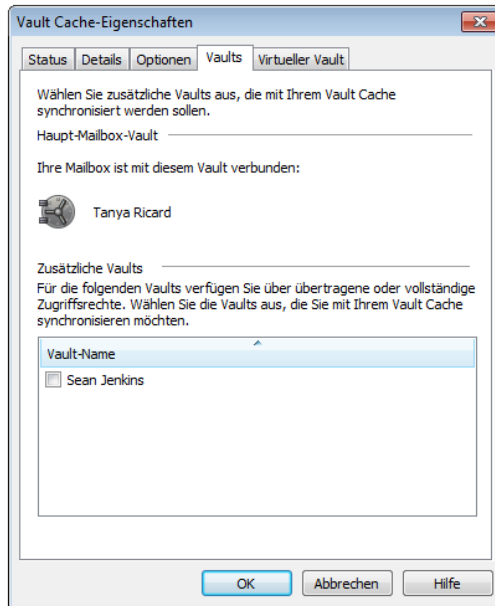 Vault Cache-Eigenschaften
Status Details Optionen Vaults Virtueller Vault
Wählen Sie zusätzliche Vaults aus, die mit Ihrem Vault Cache
synchronisiert werden sollen.
Haupt-Mailbox-Vault
Ihre Mailbox ist mit diesem Vault verbunden:
Tanya Ricard
Zusätzliche Vaults
Für die folgenden Vaults verfügen Sie über übertragene oder vollständige
Zugriffsrechte. Wählen Sie die Vaults aus, die Sie mit Ihrem Vault Cache
synchronisieren möchten.
Vault-Name
Sean Jenkins
OK Abbrechen Hilfe